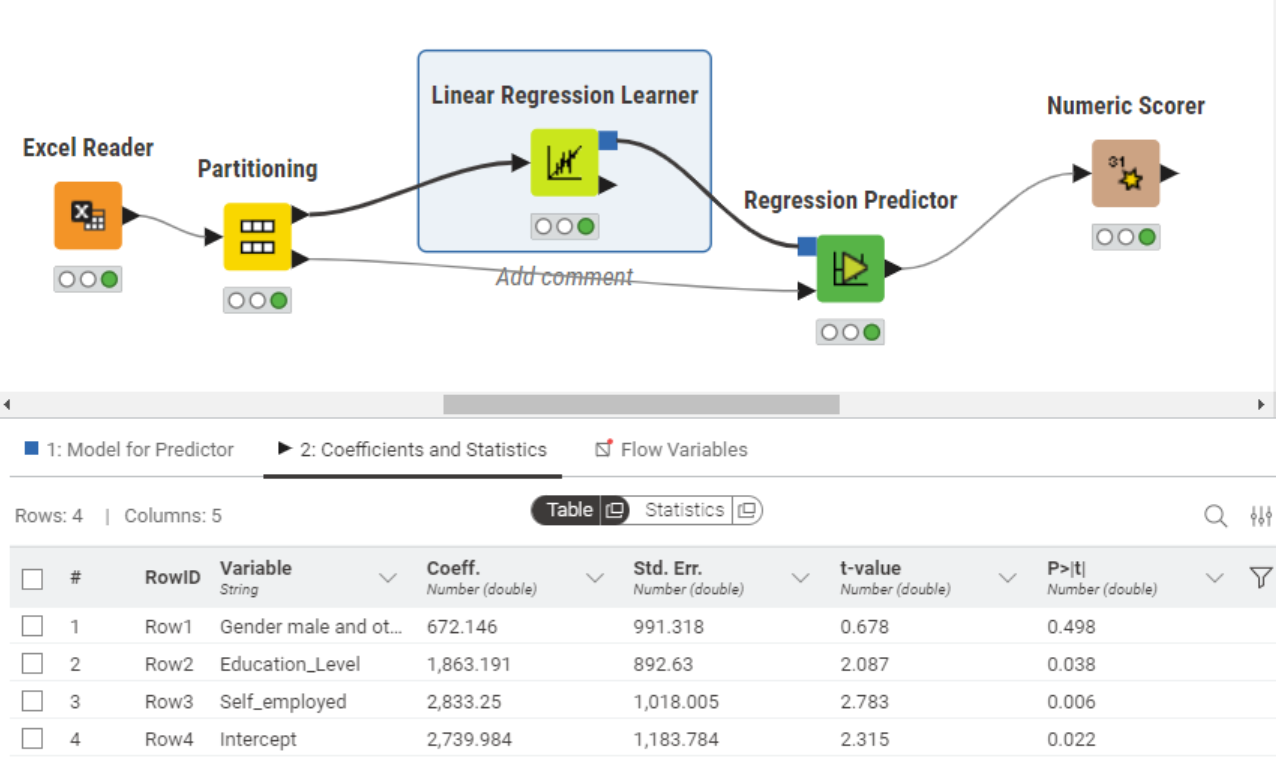 Linear Regression Learner
Numeric Scorer
Excel Reader
Partitioning
31
Regression Predictor
Add comment
1: Model for Predictor 2: Coefficients and Statistics Flow Variables
Rows: 4 | Columns: 5 Table Statistics
# RowID Variable Coeff. Std. Err. t-value P>|t|
String Number (double) Number (double) Number (double) Number (double)
1 Row1 Gender male and ot... 672.146 991.318 0.678 0.498
2 Row2 Education_Level 1,863.191 892.63 2.087 0.038
3 Row3 Self_employed 2,833.25 1,018.005 2.783 0.006
4 Row4 Intercept 2,739.984 1,183.784 2.315 0.022